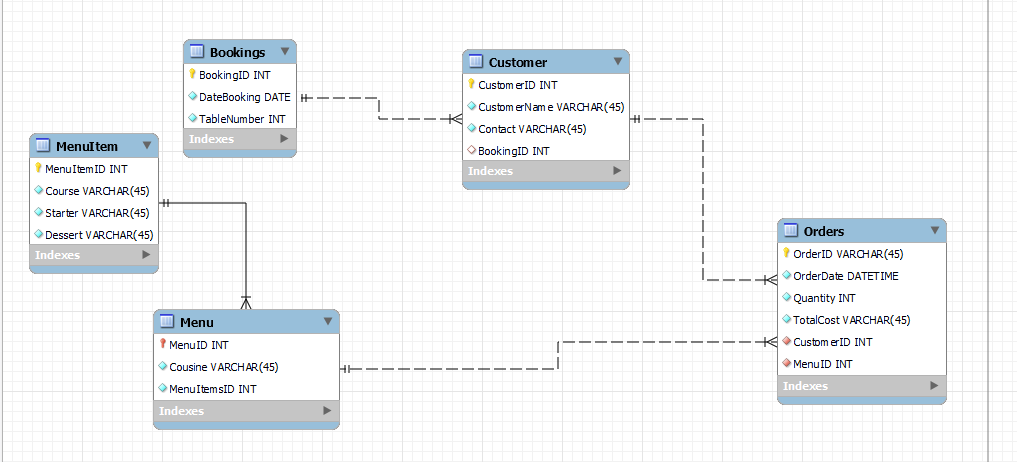 Bookings
BookingID INT
DateBooking DATE
TableNumber INT
Indexes
Customer
CustomerID INT
CustomerName VARCHAR(45)
Contact VARCHAR(45)
BookingID INT
Indexes
MenuItem
MenuItemID INT
Course VARCHAR(45)
Starter VARCHAR(45)
Dessert VARCHAR(45)
Indexes
Orders
OrderID VARCHAR(45)
OrderDate DATETIME
Quantity INT
TotalCost VARCHAR(45)
CustomerID INT
MenuID INT
Indexes
Menu
MenuID INT
Cousine VARCHAR(45)
MenuItemsID INT
Indexes